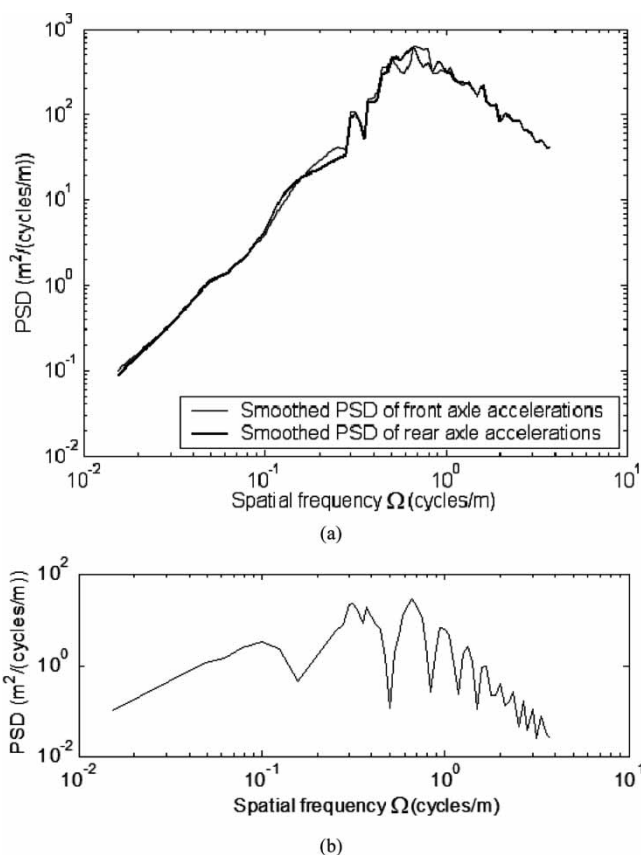 10^3
10^2
10^1
10^0
10^-1
10^-2
PSD (m^2/(cycles/m))
Smoothed PSD of front axle accelerations
Smoothed PSD of rear axle accelerations
10^-2 10^-1 10^0 10^1
Spatial frequency Ω (cycles/m)
(a)
10^2
10^0
10^-2
PSD (m^2/(cycles/m))
10^-2 10^-1 10^0 10^1
Spatial frequency Ω (cycles/m)
(b)